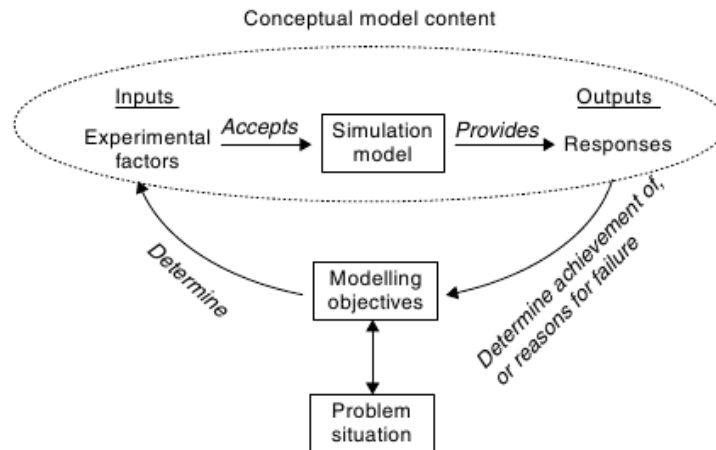 Conceptual model content
Inputs
Experimental
factors
Accepts
Simulation
model
Provides
Outputs
Responses
Determine
Modelling
objectives
Determine achievement of,
or reasons for failure
Problem
situation